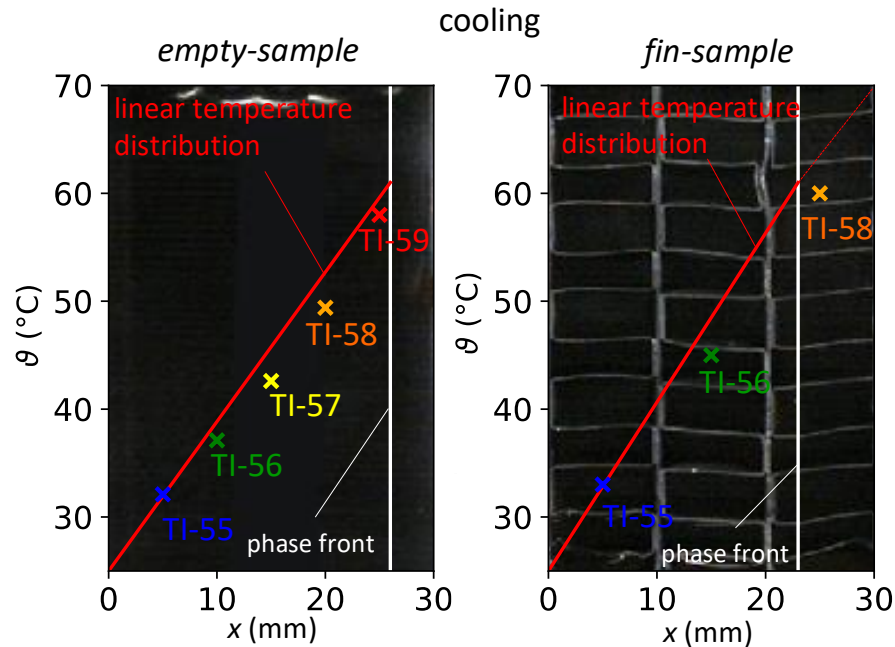 cooling
empty-sample
fin-sample
70
60
50
40
30
ϑ (°C)
linear temperature
distribution
TI-59
TI-58
TI-57
TI-56
TI-55
phase front
0
10
20
30
x (mm)
70
60
50
40
30
ϑ (°C)
linear temperature
distribution
TI-58
TI-56
TI-55
phase front
0
10
20
30
x (mm)